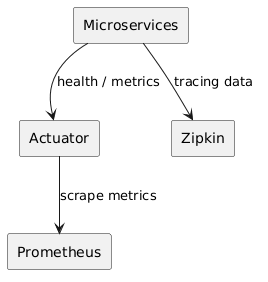 Microservices
health / metrics
tracing data
Actuator
Zipkin
scrape metrics
Prometheus